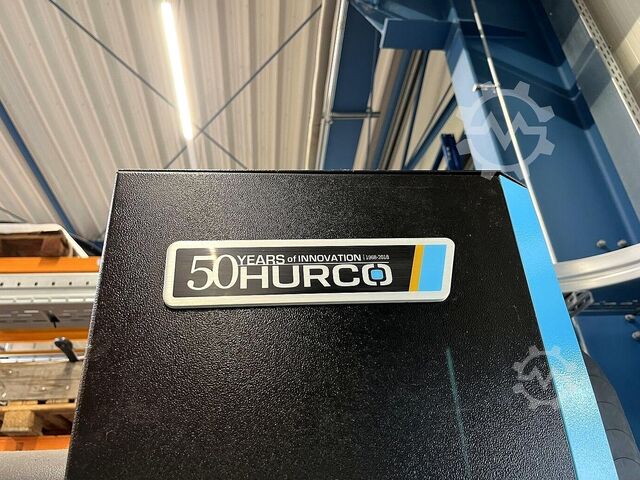 50 YEARS of INNOVATION | 1968-2018
HURCO